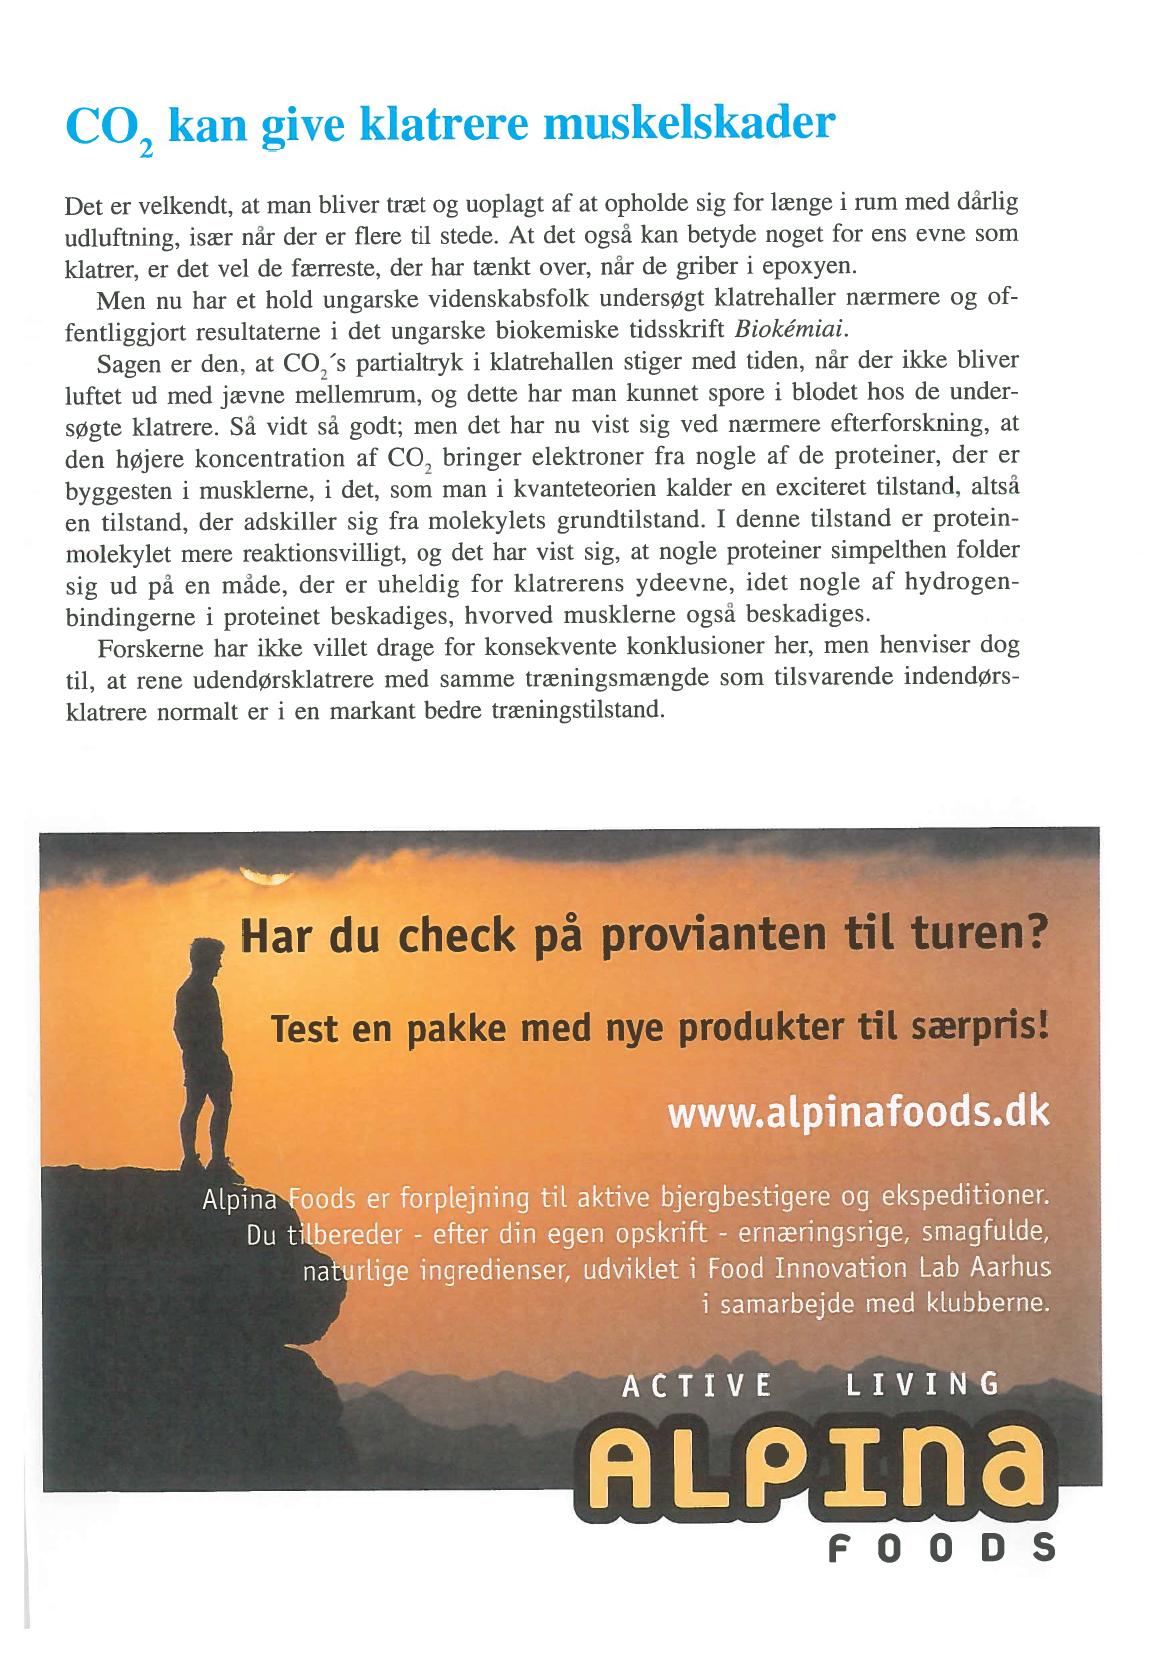 CO₂ kan give klatrere muskelskader
Det er velkendt, at man bliver træt og uoplagt af at opholde sig for længe i rum med dårlig
udluftning, især når der er flere til stede. At det også kan betyde noget for ens evne som
klatrer, er det vel de færreste, der har tænkt over, når de griber i epoxyen.
Men nu har et hold ungarske videnskabsfolk undersøgt klatrehaller nærmere og of-
fentliggjort resultaterne i det ungarske biokemiske tidsskrift Biokémiai.
Sagen er den, at CO₂´s partialtryk i klatrehallen stiger med tiden, når der ikke bliver
luftet ud med jævne mellemrum, og dette har man kunnet spore i blodet hos de under-
søgte klatrere. Så vidt så godt; men det har nu vist sig ved nærmere efterforskning, at
den højere koncentration af CO₂ bringer elektroner fra nogle af de proteiner, der er
byggesten i musklerne, i det, som man i kvanteteorien kalder en exciteret tilstand, altså
en tilstand, der adskiller sig fra molekylets grundtilstand. I denne tilstand er protein-
molekylet mere reaktionsvilligt, og det har vist sig, at nogle proteiner simpelthen folder
sig ud på en måde, der er uheldig for klatrerens ydeevne, idet nogle af hydrogen-
bindingerne i proteinet beskadiges, hvorved musklerne også beskadiges.
Forskerne har ikke villet drage for konsekvente konklusioner her, men henviser dog
til, at rene udendørsklatrere med samme træningsmængde som tilsvarende indendørs-
klatrere normalt er i en markant bedre træningstilstand.
Har du check på provianten til turen?
Test en pakke med nye produkter til særpris!
www.alpinafoods.dk
Alpina Foods er forplejning til aktive bjergbestigere og ekspeditioner.
Du tilbereder - efter din egen opskrift - ernæringsrige, smagfulde,
naturlige ingredienser, udviklet i Food Innovation Lab Aarhus
i samarbejde med klubberne.
ACTIVE LIVING
ALPINA
FOODS